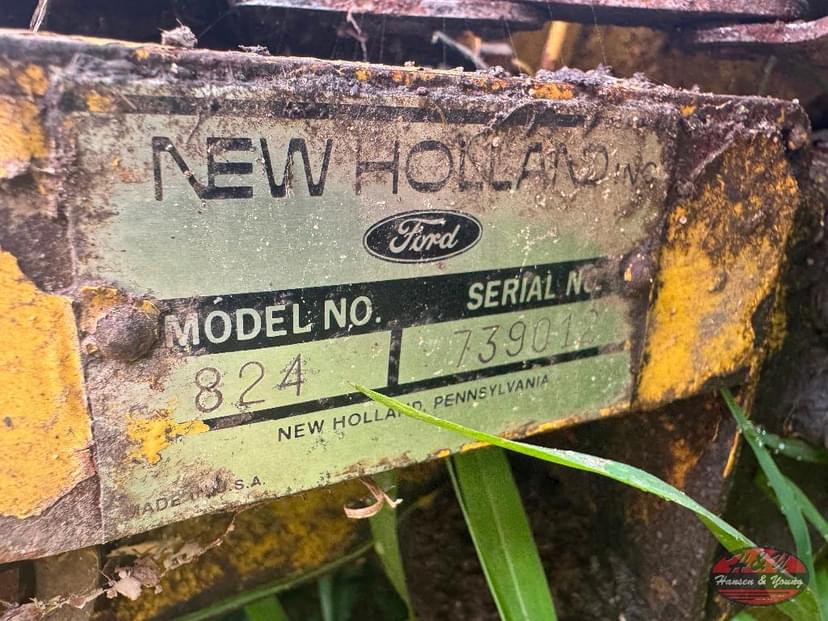 NEW HOLLAND INC.
Ford
MODEL NO. SERIAL NO.
824 739012
NEW HOLLAND, PENNSYLVANIA
MADE IN U.S.A.
H&Y
Hansen & Young